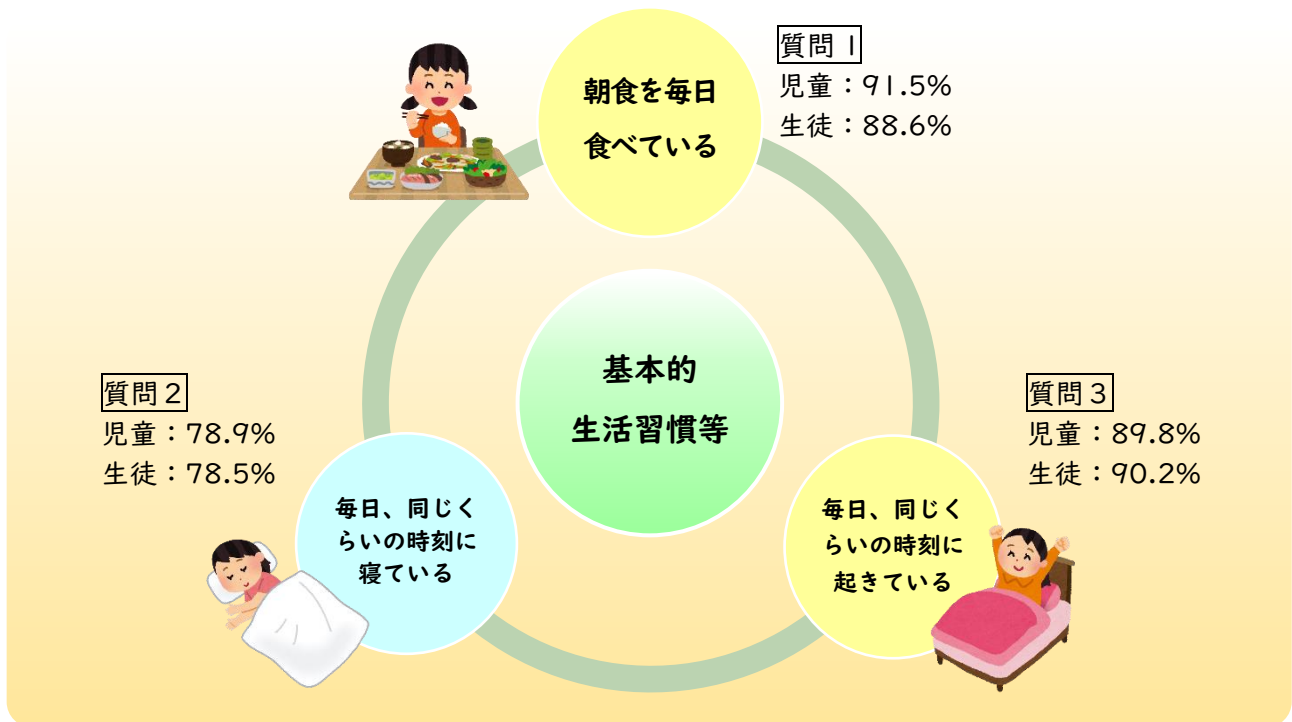 朝食を毎日
食べている
質問1
児童：91.5%
生徒：88.6%
基本的
生活習慣等
質問2
児童：78.9%
生徒：78.5%
毎日、同じく
らいの時刻に
寝ている
質問3
児童：89.8%
生徒：90.2%
毎日、同じく
らいの時刻に
起きている